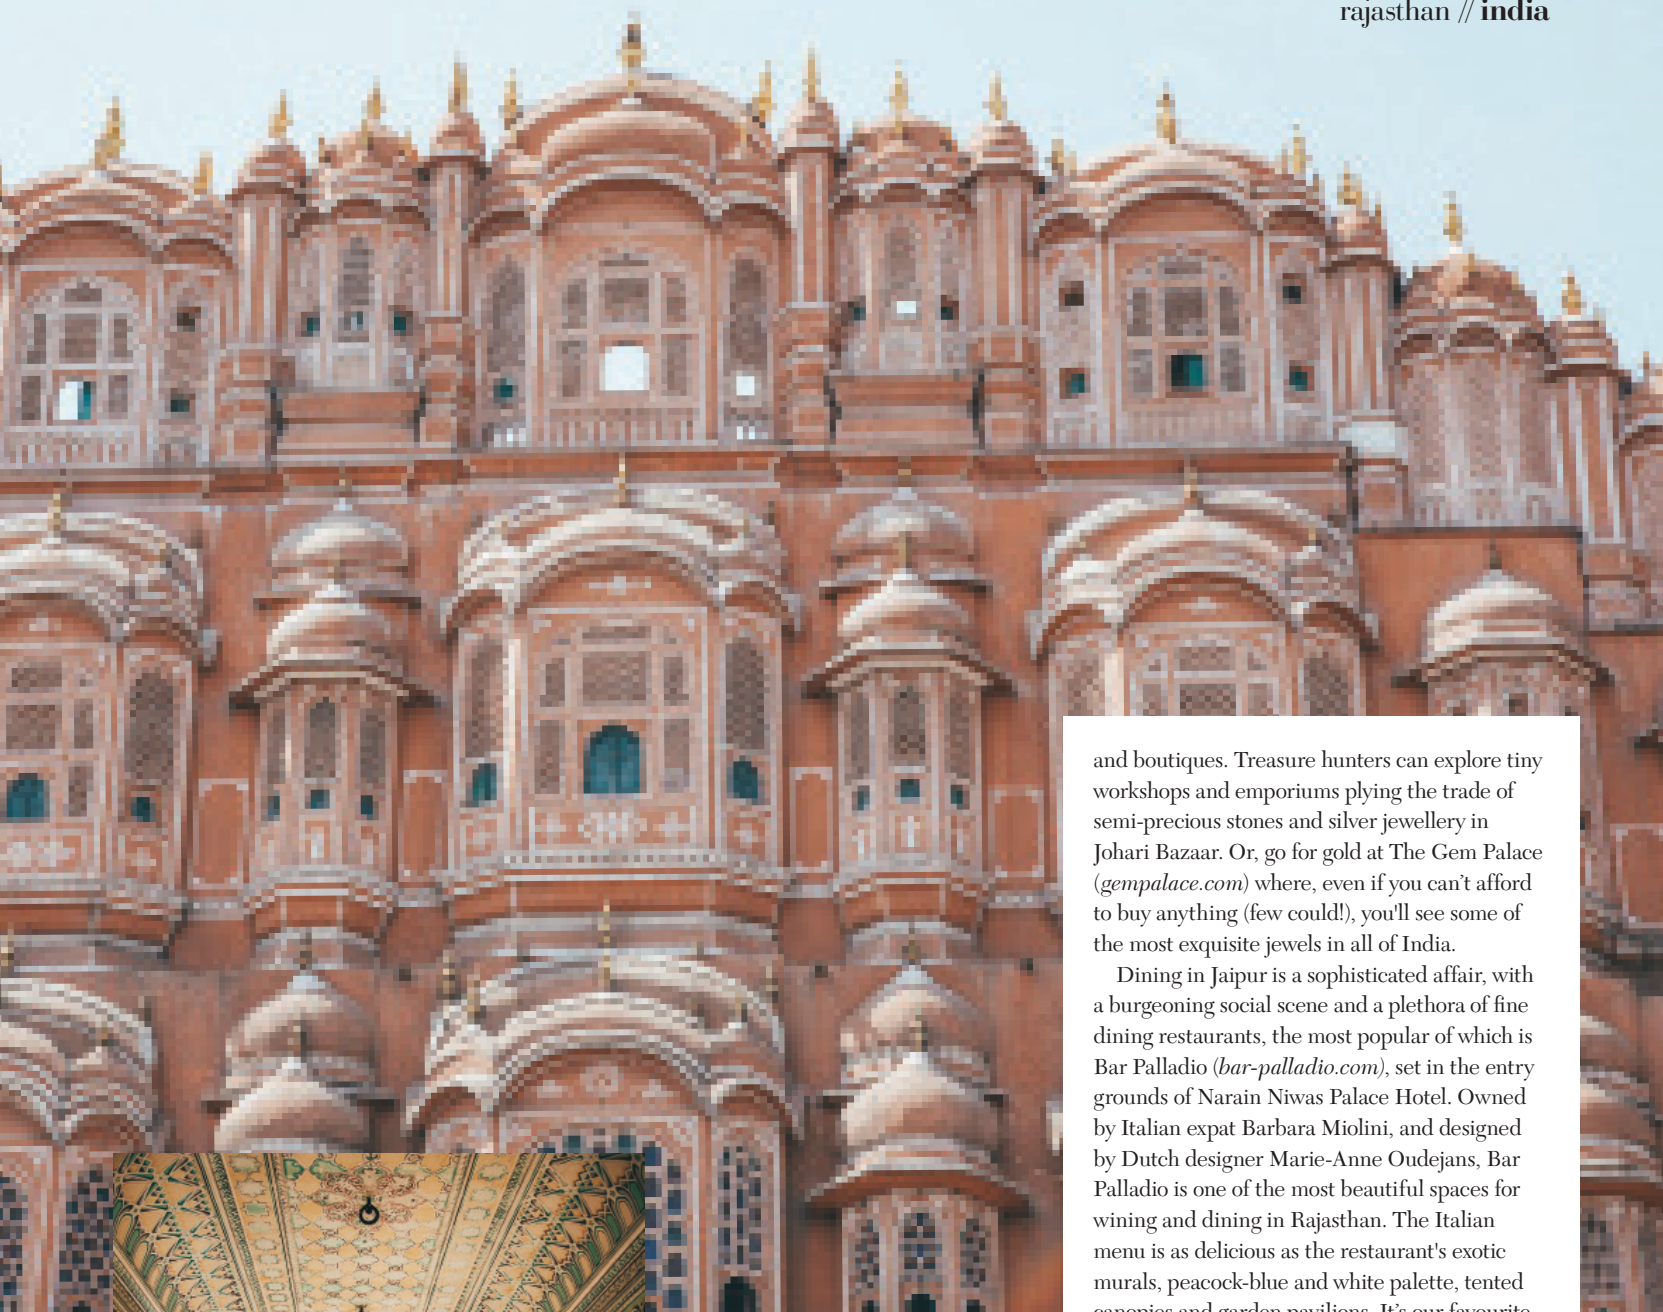 rajasthan // india
and boutiques. Treasure hunters can explore tiny
workshops and emporiums plying the trade of
semi-precious stones and silver jewellery in
Johari Bazaar. Or, go for gold at The Gem Palace
(gempalace.com) where, even if you can’t afford
to buy anything (few could!), you'll see some of
the most exquisite jewels in all of India.
Dining in Jaipur is a sophisticated affair, with
a burgeoning social scene and a plethora of fine
dining restaurants, the most popular of which is
Bar Palladio (bar-palladio.com), set in the entry
grounds of Narain Niwas Palace Hotel. Owned
by Italian expat Barbara Miolini, and designed
by Dutch designer Marie-Anne Oudejans, Bar
Palladio is one of the most beautiful spaces for
wining and dining in Rajasthan. The Italian
menu is as delicious as the restaurant's exotic
murals, peacock-blue and white palette, tented
canopies and garden pavilions. It’s our favourite